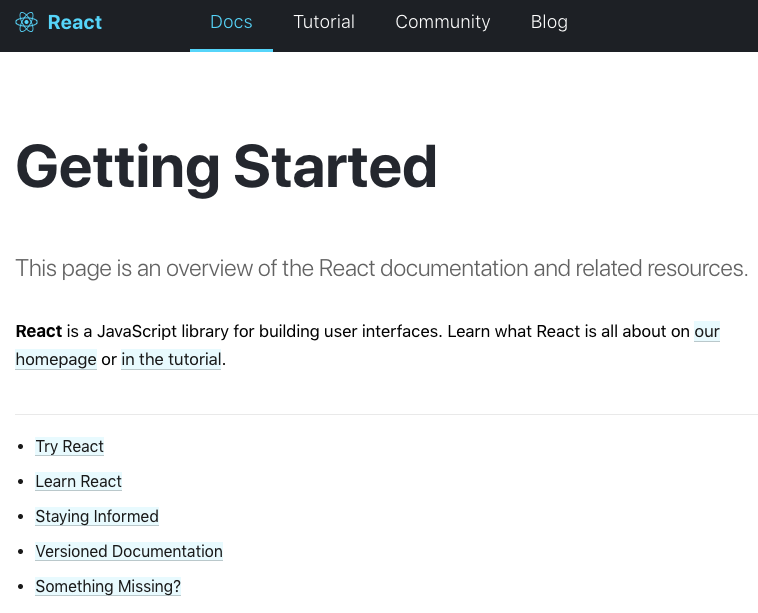 React Docs Tutorial Community Blog
Getting Started
This page is an overview of the React documentation and related resources.
React is a JavaScript library for building user interfaces. Learn what React is all about on our
homepage or in the tutorial.
Try React
Learn React
Staying Informed
Versioned Documentation
Something Missing?